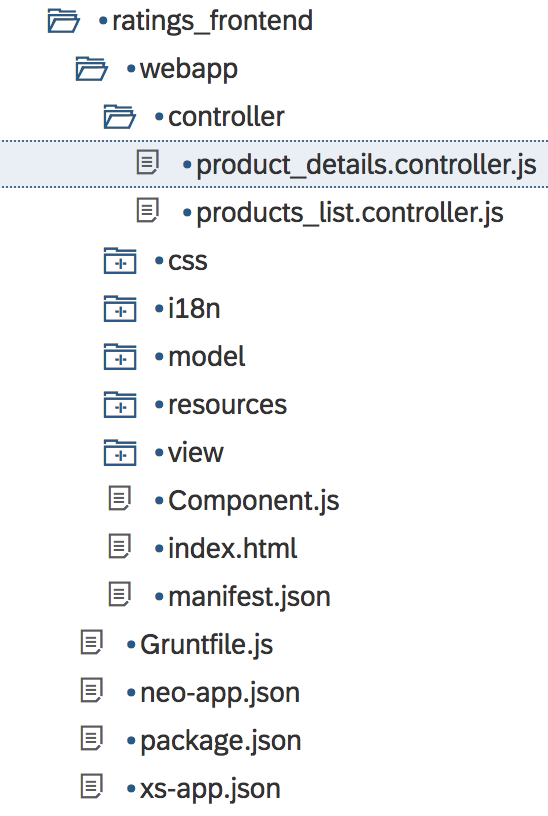 ratings_frontend
webapp
controller
product_details.controller.js
products_list.controller.js
css
i18n
model
resources
view
Component.js
index.html
manifest.json
Gruntfile.js
neo-app.json
package.json
xs-app.json